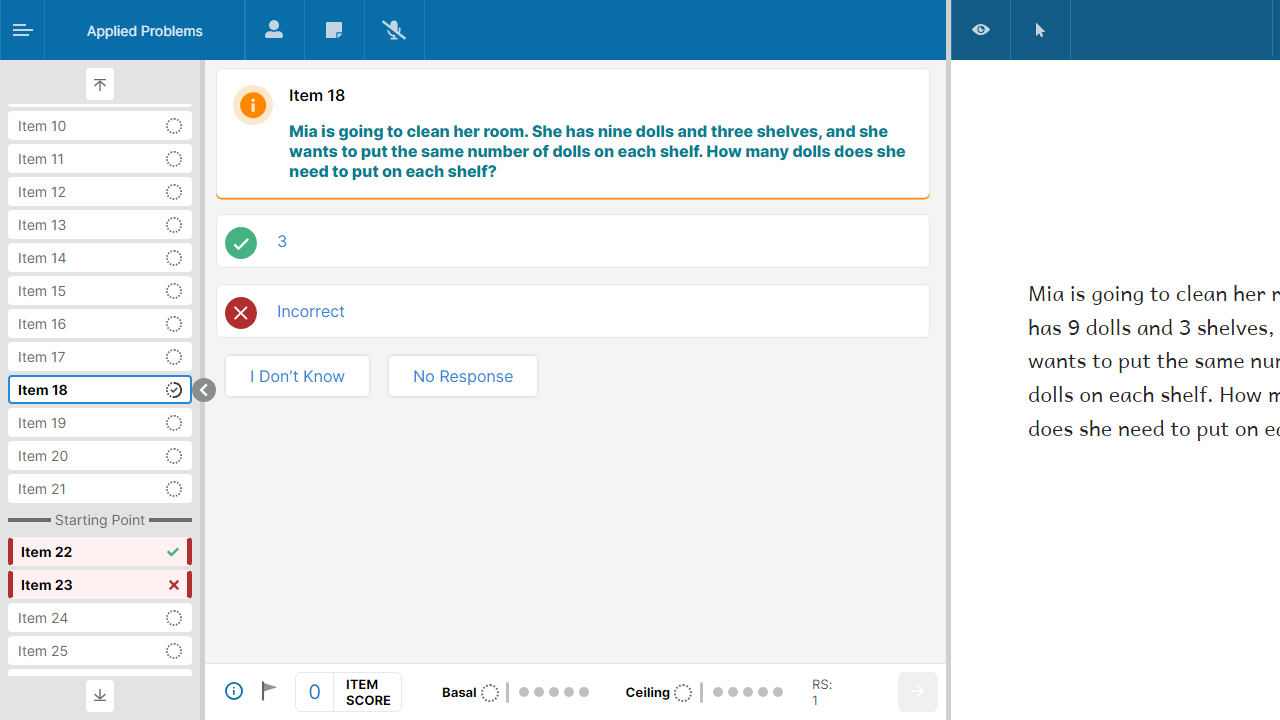 Applied Problems
Item 10
Item 11
Item 12
Item 13
Item 14
Item 15
Item 16
Item 17
Item 18
Item 19
Item 20
Item 21
Starting Point
Item 22
Item 23
Item 24
Item 25
Item 18
Mia is going to clean her room. She has nine dolls and three shelves, and she
wants to put the same number of dolls on each shelf. How many dolls does she
need to put on each shelf?
3
Incorrect
I Don’t Know
No Response
0
ITEM
SCORE
Basal
Ceiling
RS:
1
Mia is going to clean her
has 9 dolls and 3 shelves,
wants to put the same
dolls on each shelf. How
does she need to put on